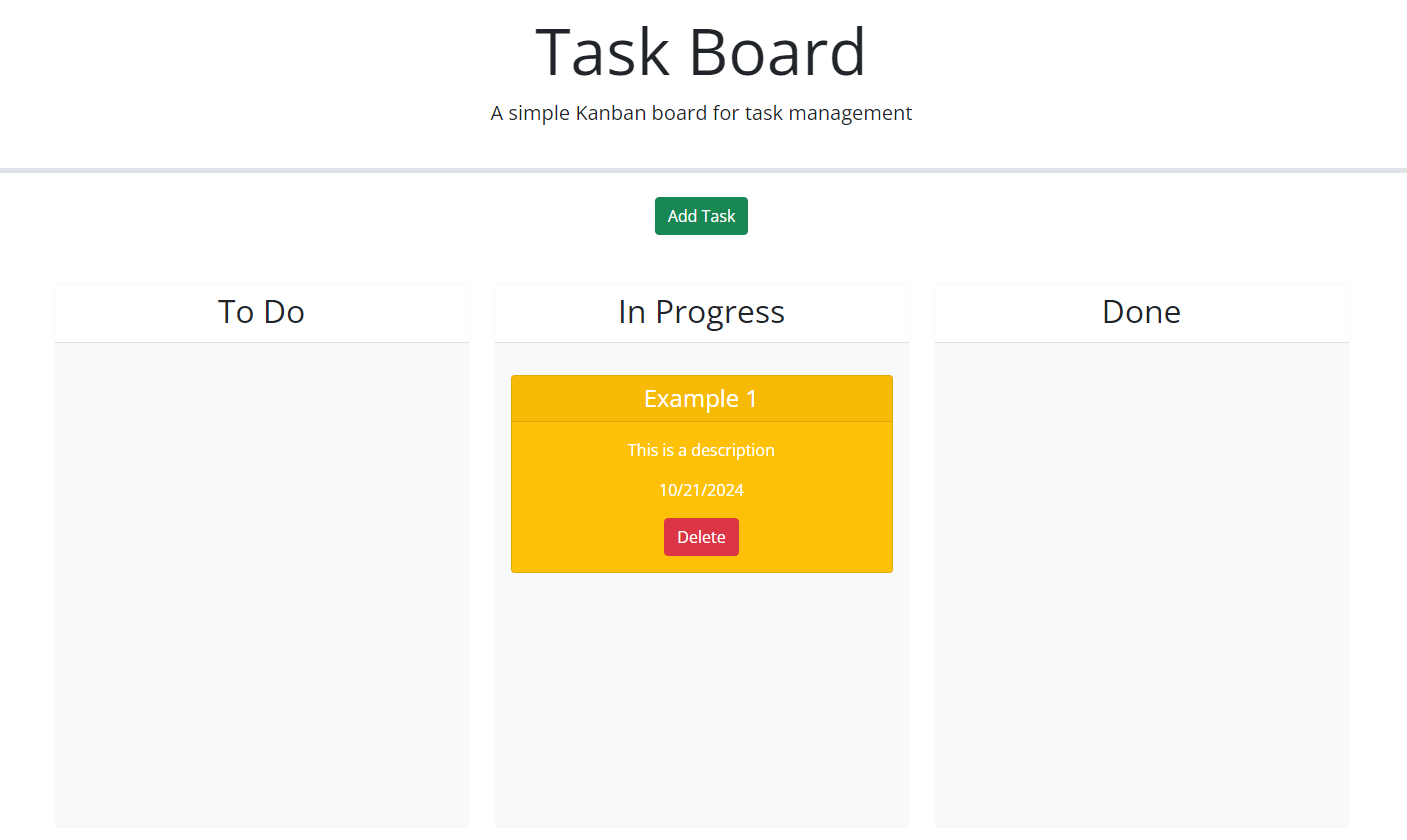 Task Board
A simple Kanban board for task management
Add Task
To Do
In Progress
Example 1
This is a description
10/21/2024
Delete
Done